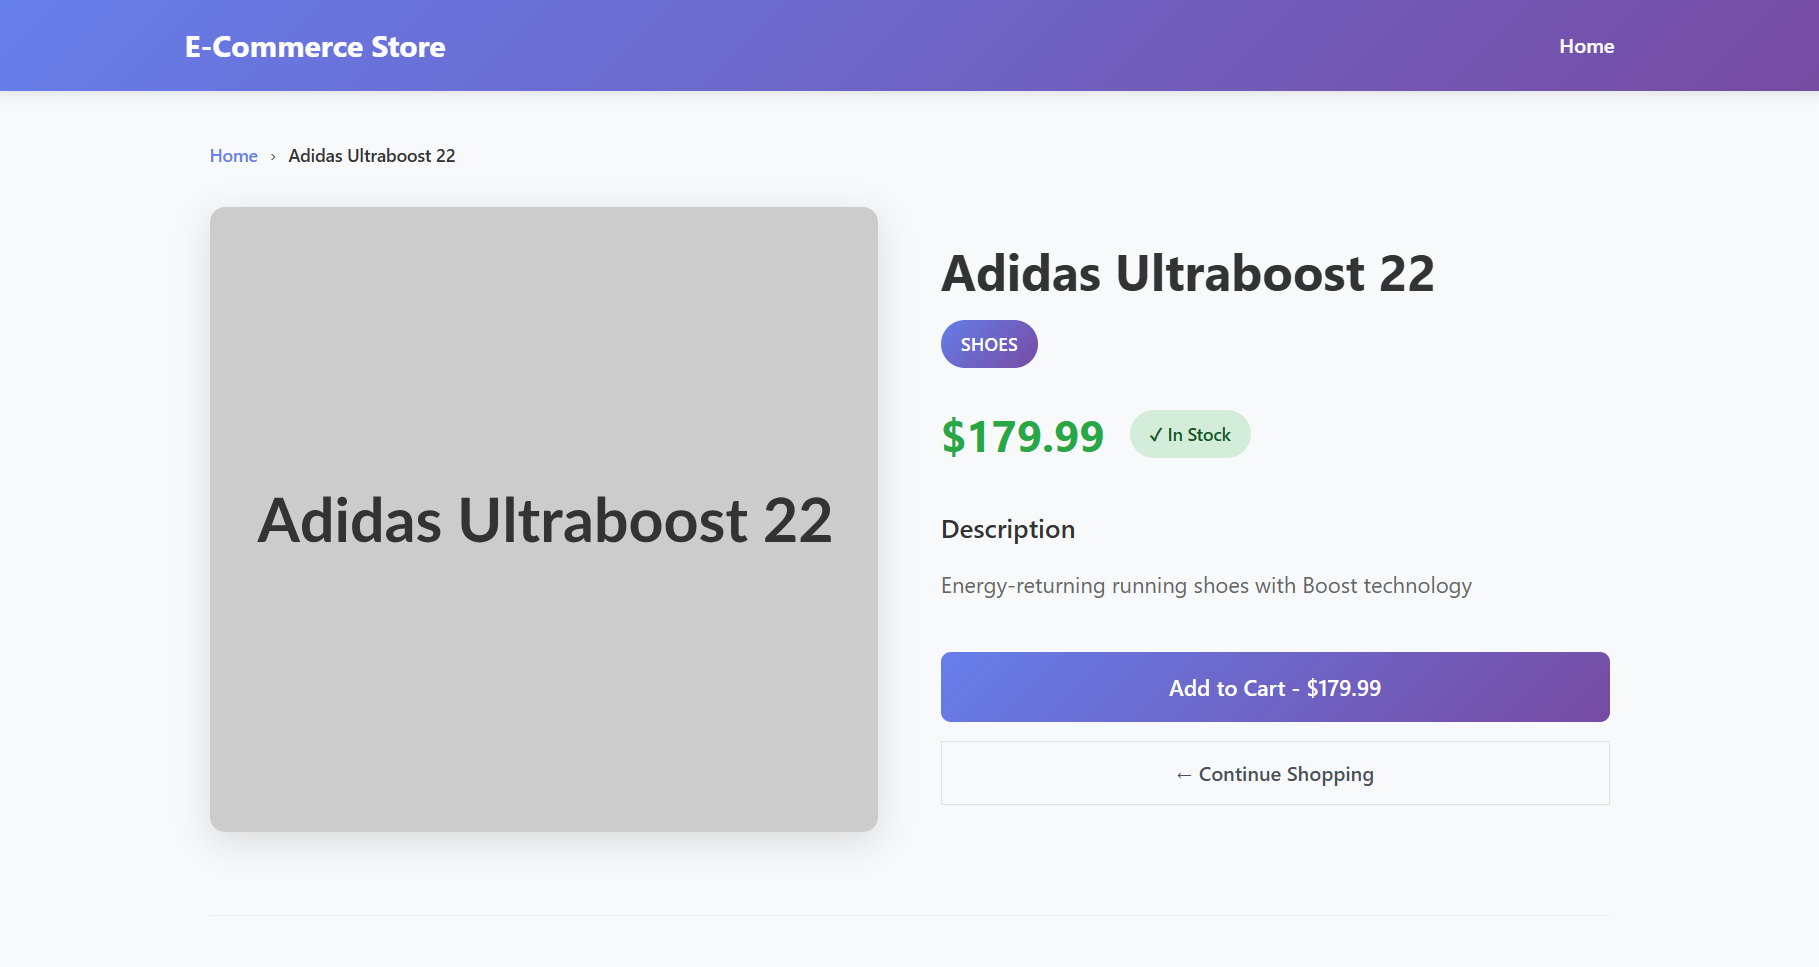 E-Commerce Store
Home
Home › Adidas Ultraboost 22
Adidas Ultraboost 22
Adidas Ultraboost 22
SHOES
$179.99
✓ In Stock
Description
Energy-returning running shoes with Boost technology
Add to Cart - $179.99
← Continue Shopping